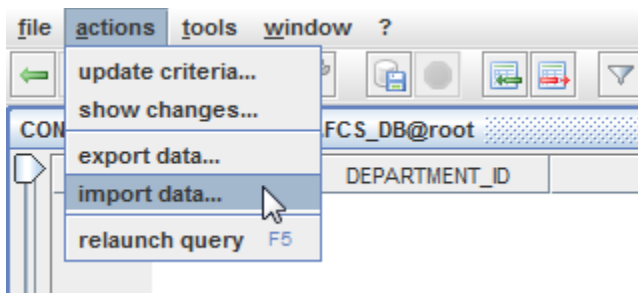 file actions tools window ?
update criteria...
show changes...
CON FCS_DB@root
export data...
DEPARTMENT_ID
import data...
relaunch query F5